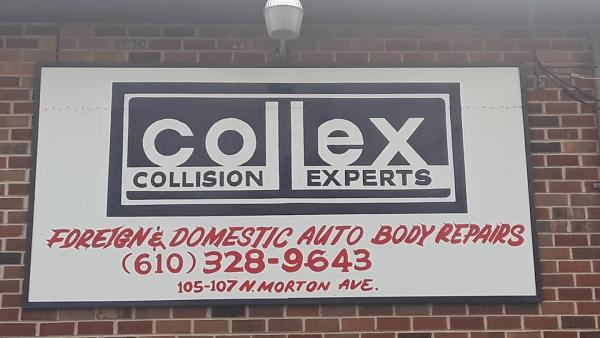 collex
COLLISION EXPERTS
FOREIGN & DOMESTIC AUTO BODY REPAIRS
(610) 328-9643
105-107 N. MORTON AVE.